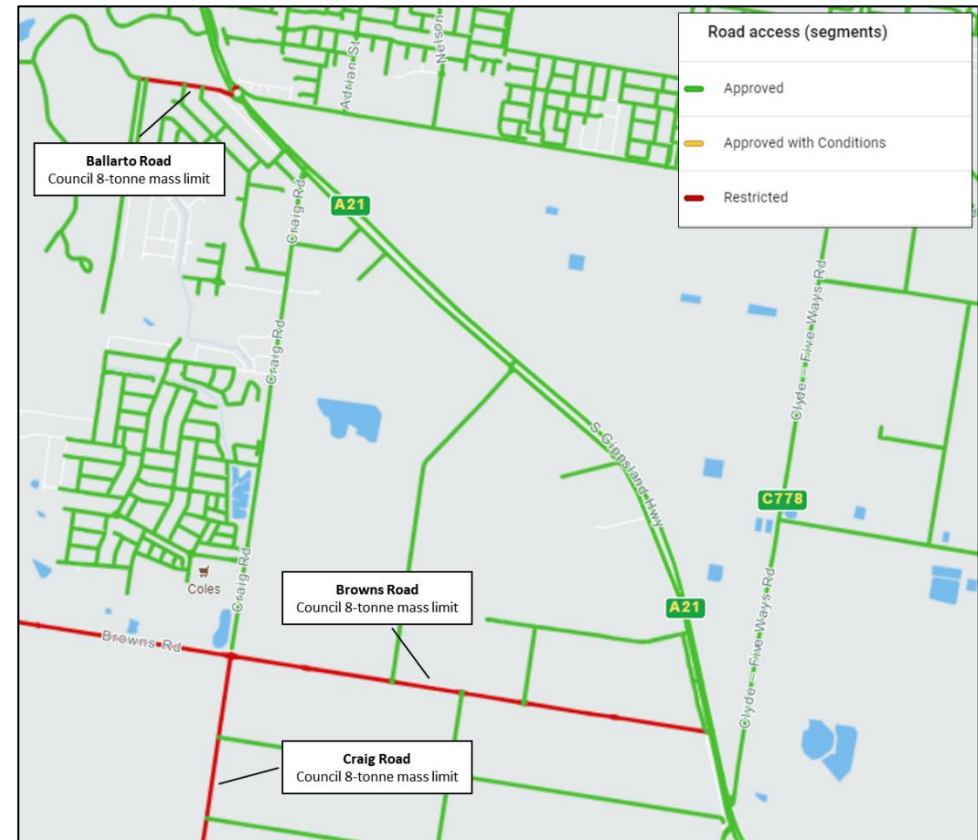 Road access (segments)
Approved
Approved with Conditions
Restricted
Adrian St
Nelson
Ballarto Road
Council 8-tonne mass limit
Craig Rd
A21
Clyde – Five Ways Rd
Craig Rd
S Gippsland Hwy
C778
Craig Rd
Coles
Browns Road
Council 8-tonne mass limit
A21
Browns Rd
Clyde – Five Ways Rd
Craig Road
Council 8-tonne mass limit